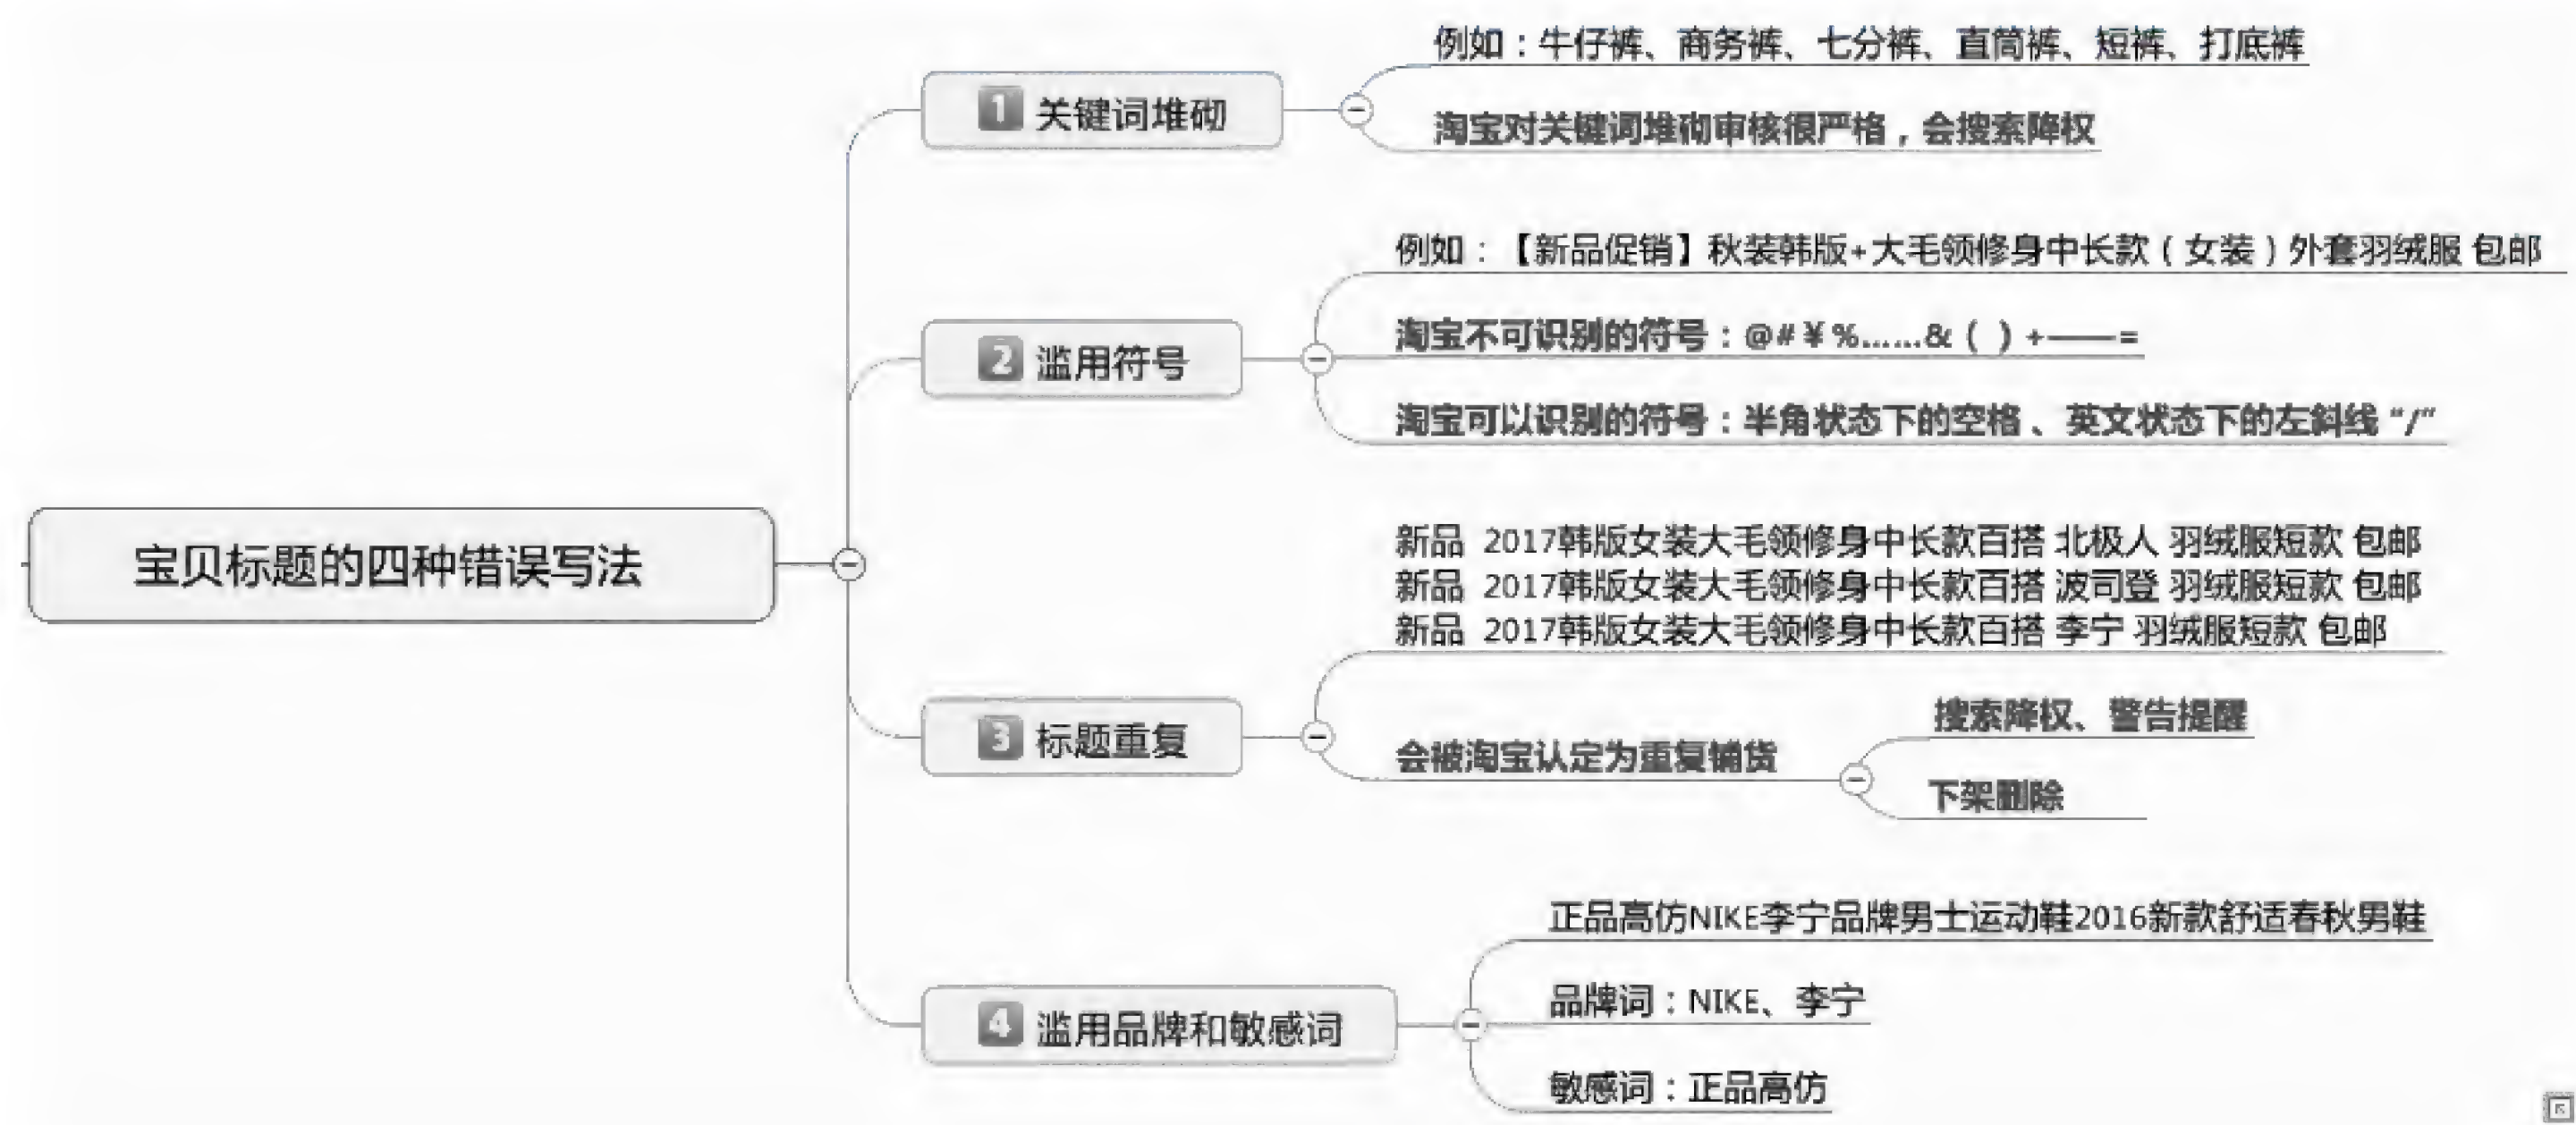 宝贝标题的四种错误写法
1 关键词堆砌
例如：牛仔裤、商务裤、七分裤、直筒裤、短裤、打底裤
淘宝对关键词堆砌审核很严格，会搜索降权
2 滥用符号
例如：【新品促销】秋装韩版+大毛领修身中长款（女装）外套羽绒服 包邮
淘宝不可识别的符号：@#￥%……&（ ）+——=
淘宝可以识别的符号：半角状态下的空格 、英文状态下的左斜线 “/”
3 标题重复
新品 2017韩版女装大毛领修身中长款百搭 北极人 羽绒服短款 包邮
新品 2017韩版女装大毛领修身中长款百搭 波司登 羽绒服短款 包邮
新品 2017韩版女装大毛领修身中长款百搭 李宁 羽绒服短款 包邮
会被淘宝认定为重复铺货
搜索降权、警告提醒
下架删除
4 滥用品牌和敏感词
正品高仿NIKE李宁品牌男士运动鞋2016新款舒适春秋男鞋
品牌词：NIKE、李宁
敏感词：正品高仿